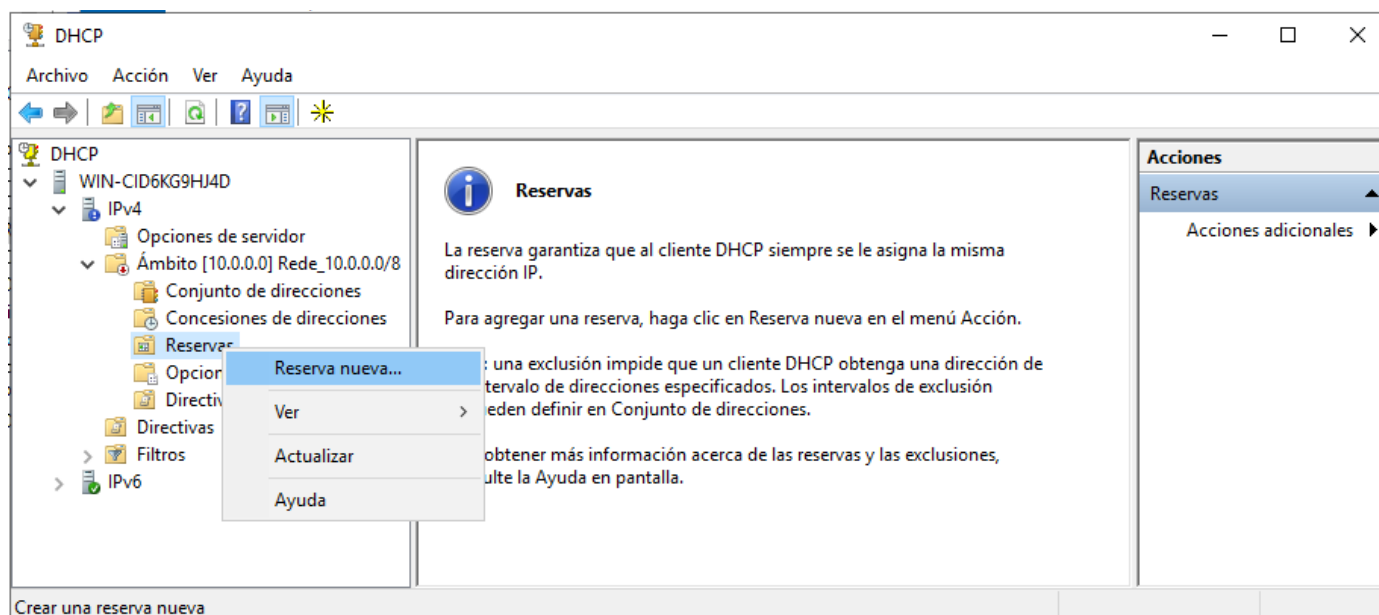 DHCP
Archivo Acción Ver Ayuda
DHCP
WIN-CID6KG9HJ4D
IPv4
Opciones de servidor
Ámbito [10.0.0.0] Rede_10.0.0.0/8
Conjunto de direcciones
Concesiones de direcciones
Reservas
Opcion
Directiv
Directivas
Filtros
IPv6
Reserva nueva...
Ver
Actualizar
Ayuda
Reservas
La reserva garantiza que al cliente DHCP siempre se le asigna la misma
dirección IP.
Para agregar una reserva, haga clic en Reserva nueva en el menú Acción.
: una exclusión impide que un cliente DHCP obtenga una dirección de
tervalo de direcciones especificados. Los intervalos de exclusión
eden definir en Conjunto de direcciones.
obtener más información acerca de las reservas y las exclusiones,
ulte la Ayuda en pantalla.
Acciones
Reservas
Acciones adicionales
Crear una reserva nueva